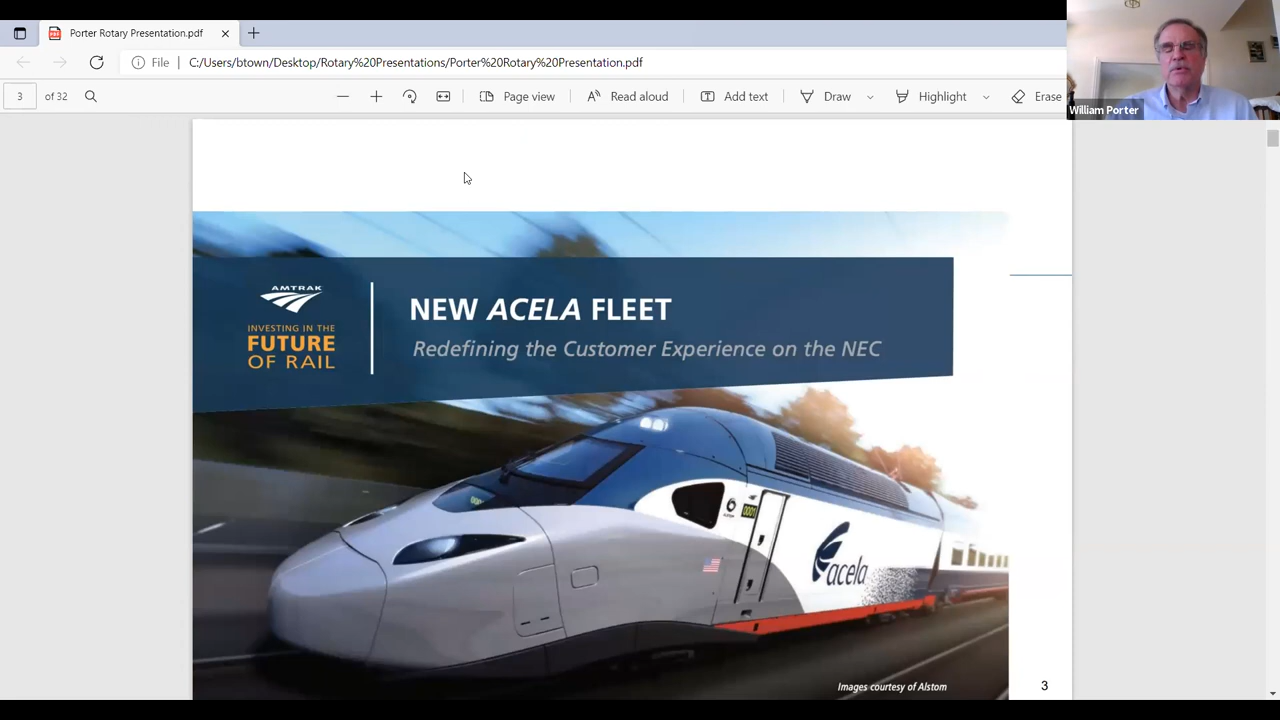 Porter Rotary Presentation.pdf
File
C:/Users/btown/Desktop/Rotary%20Presentations/Porter%20Rotary%20Presentation.pdf
3 of 32
Page view
Read aloud
Add text
Draw
Highlight
Erase
William Porter
AMTRAK
INVESTING IN THE
FUTURE
OF RAIL
NEW ACELA FLEET
Redefining the Customer Experience on the NEC
0001
acela
Images courtesy of Alstom
3